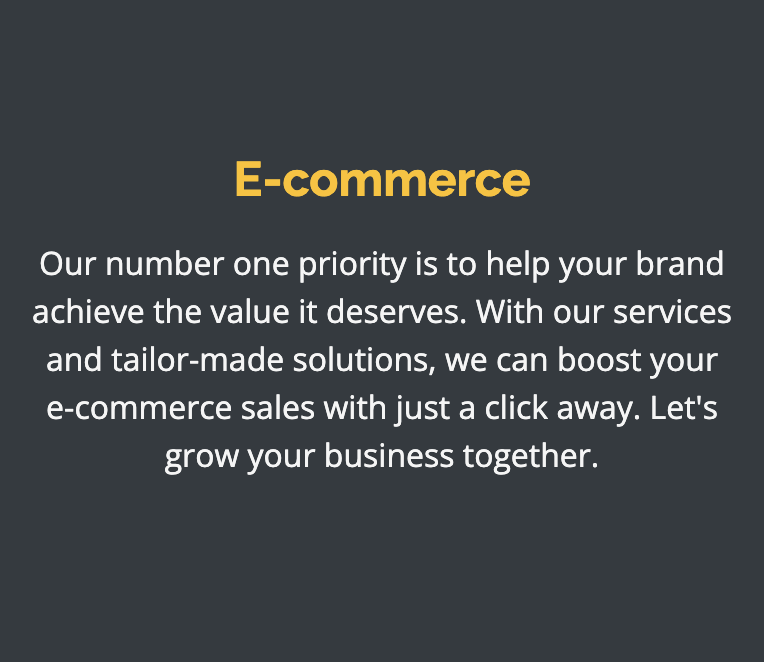 E-commerce
Our number one priority is to help your brand
achieve the value it deserves. With our services
and tailor-made solutions, we can boost your
e-commerce sales with just a click away. Let's
grow your business together.